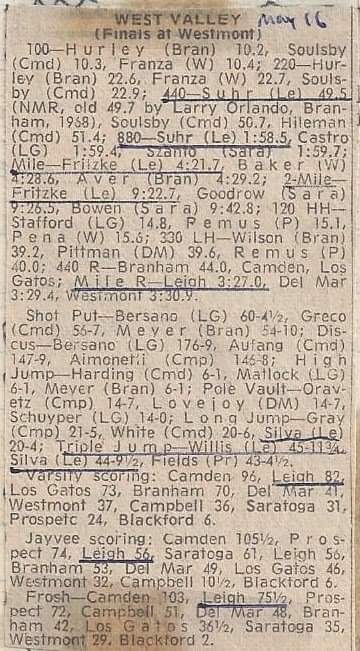 WEST VALLEY May 16
(Finals at Westmont)
100—Hurley (Bran) 10.2, Soulsby
(Cmd) 10.3, Franza (W) 10.4; 220—Hur-
ley (Bran) 22.6, Franza (W) 22.7, Souls-
by (Cmd) 22.9; 440—Suhr (Le) 49.5
(NMR, old 49.7 by Larry Orlando, Bran-
ham, 1968), Soulsby (Cmd) 50.7, Hileman
(Cmd) 51.4; 880—Suhr (Le) 1:58.5, Castro
(LG) 1:59.4, Szanto (Sara) 1:59.7;
Mile—Fritzke (Le) 4:21.7, Baker (W)
4:28.6, Aver (Bran) 4:29.2; 2-Mile—
Fritzke (Le) 9:22.7, Goodrow (Sara)
9:26.5, Bowen (Sara) 9:42.8; 120 HH—
Stafford (LG) 14.8, Remus (P) 15.1,
Pena (W) 15.6; 330 LH—Wilson (Bran)
39.2, Pittman (DM) 39.6, Remus (P)
40.0; 440 R—Branham 44.0, Camden, Los
Gatos; Mile R—Leigh 3:27.0, Del Mar
3:29.4, Westmont 3:30.9.
Shot Put—Bersano (LG) 60-4½, Greco
(Cmd) 56-7, Meyer (Bran) 54-10; Dis-
cus—Bersano (LG) 176-9, Aufang (Cmd)
147-9, Aimonetti (Cmp) 146-8; High
Jump—Harding (Cmd) 6-1, Matlock (LG)
6-1, Meyer (Bran) 6-1; Pole Vault—Orav-
etz (Cmp) 14-7, Lovejoy (DM) 14-7,
Schuyper (LG) 14-0; Long Jump—Gray
(Cmp) 21-5, White (Cmd) 20-6, Silva (Le)
20-4; Triple Jump—Willis (Le) 45-11¾,
Silva (Le) 44-9½, Fields (Pr) 43-4½.
Varsity scoring: Camden 96, Leigh 82,
Los Gatos 73, Branham 70, Del Mar 41,
Westmont 37, Campbell 36, Saratoga 31,
Prospetc 24, Blackford 6.
Jayvee scoring: Camden 105½, Pros-
pect 74, Leigh 56, Saratoga 61, Leigh 56,
Branham 53, Del Mar 49, Los Gatos 46,
Westmont 32, Campbell 10½, Blackford 6.
Frosh—Camden 103, Leigh 75½, Pros-
pect 72, Campbell 51, Del Mar 48, Bran-
ham 42, Los Gatos 36½, Saratoga 35,
Westmont 29, Blackford 2.